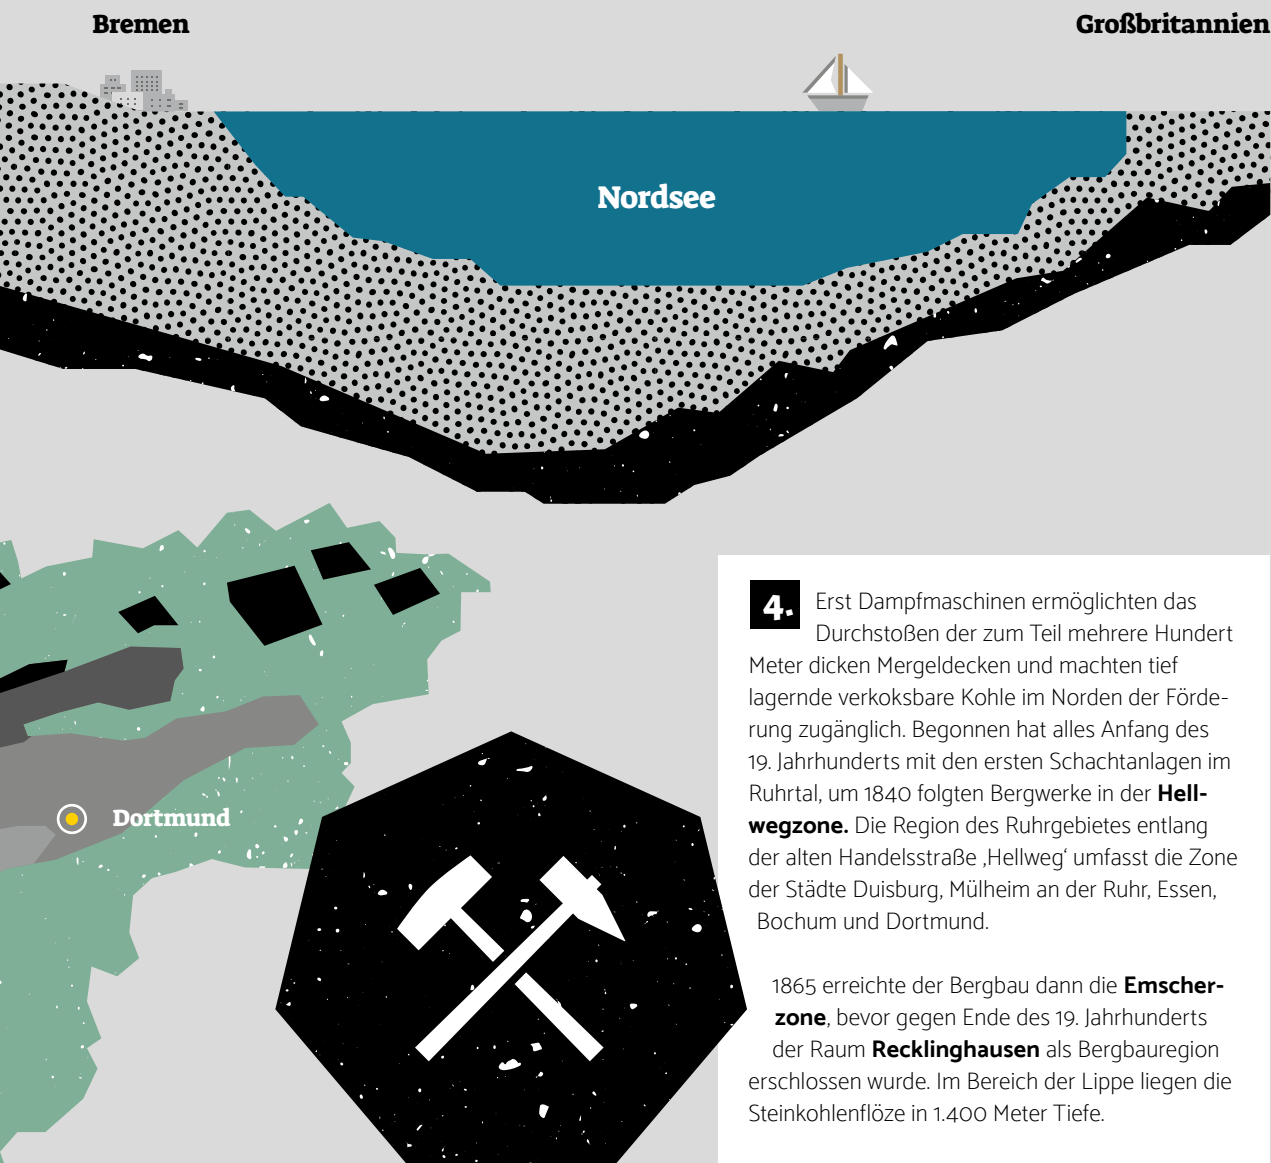 Bremen
Großbritannien
Nordsee
Dortmund
4. Erst Dampfmaschinen ermöglichten das
Durchstoßen der zum Teil mehrere Hundert
Meter dicken Mergeldecken und machten tief
lagernde verkoksbare Kohle im Norden der Förde-
rung zugänglich. Begonnen hat alles Anfang des
19. Jahrhunderts mit den ersten Schachtanlagen im
Ruhrtal, um 1840 folgten Bergwerke in der Hell-
wegzone. Die Region des Ruhrgebietes entlang
der alten Handelsstraße ‚Hellweg‘ umfasst die Zone
der Städte Duisburg, Mülheim an der Ruhr, Essen,
Bochum und Dortmund.
1865 erreichte der Bergbau dann die Emscher-
zone, bevor gegen Ende des 19. Jahrhunderts
der Raum Recklinghausen als Bergbauregion
erschlossen wurde. Im Bereich der Lippe liegen die
Steinkohlenflöze in 1.400 Meter Tiefe.